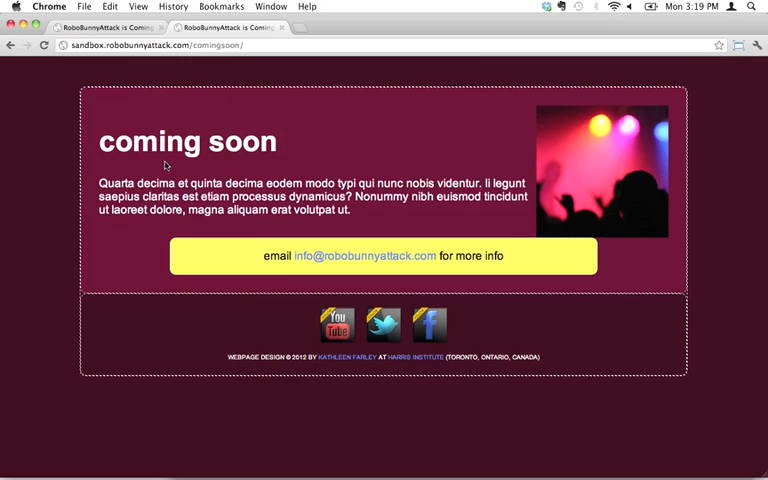 Chrome File Edit View History Bookmarks Window Help Mon 3:19 PM
RoboBunnyAttack is Coming RoboBunnyAttack is Coming
sandbox.robobunnyattack.com/comingsoon/
coming soon
Quarta decima et quinta decima eodem modo typi qui nunc nobis videntur. Ii legunt
saepius claritas est etiam processus dynamicus? Nonummy nibh euismod tincidunt
ut laoreet dolore, magna aliquam erat volutpat ut.
email info@robobunnyattack.com for more info
You
Tube
WEBPAGE DESIGN © 2012 BY KATHLEEN FARLEY AT HARRIS INSTITUTE (TORONTO, ONTARIO, CANADA)